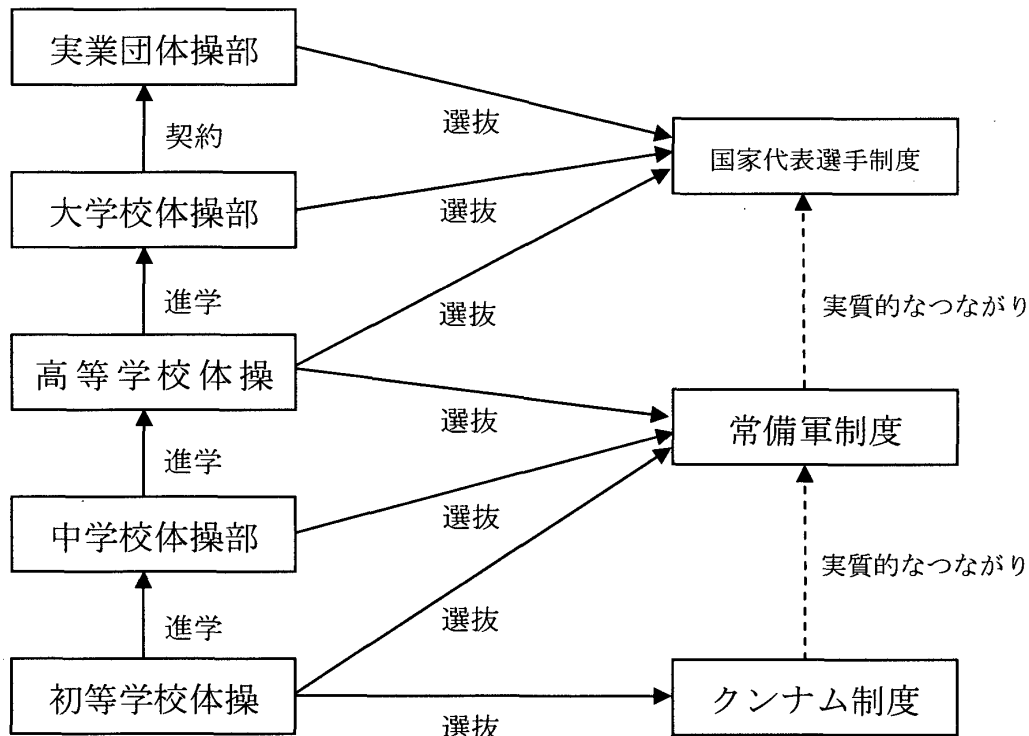 実業団体操部
選抜
契約
国家代表選手制度
大学校体操部
選抜
進学
選抜
実質的なつながり
高等学校体操
選抜
常備軍制度
進学
選抜
中学校体操部
実質的なつながり
選抜
進学
初等学校体操
クンナム制度
選抜